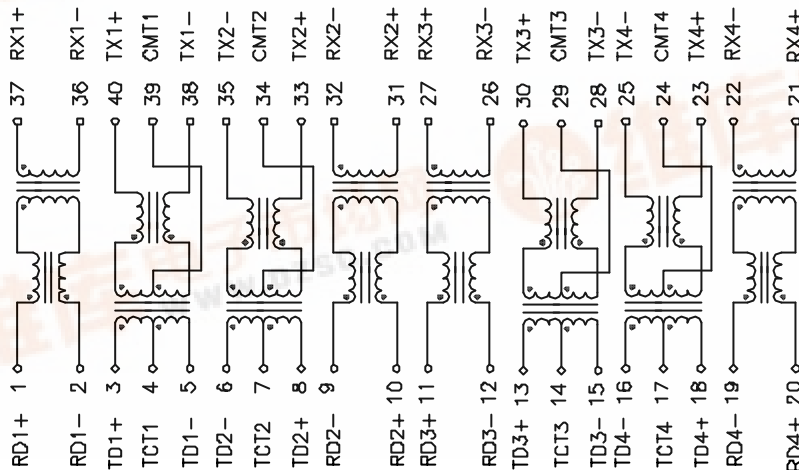 RX1+
RX1−
TX1+
CMT1
TX1−
TX2−
CMT2
TX2+
RX2−
RX2+
RX3+
RX3−
TX3+
CMT3
TX3−
TX4−
CMT4
TX4+
RX4−
RX4+
37
36
40
39
38
35
34
33
32
31
27
26
30
29
28
25
24
23
22
21
WWW.DZSC.COM
1
2
3
4
5
6
7
8
9
10
11
12
13
14
15
16
17
18
19
20
RD1+
RD1−
TD1+
TCT1
TD1−
TD2−
TCT2
TD2+
RD2−
RD2+
RD3+
RD3−
TD3+
TCT3
TD3−
TD4−
TCT4
TD4+
RD4−
RD4+